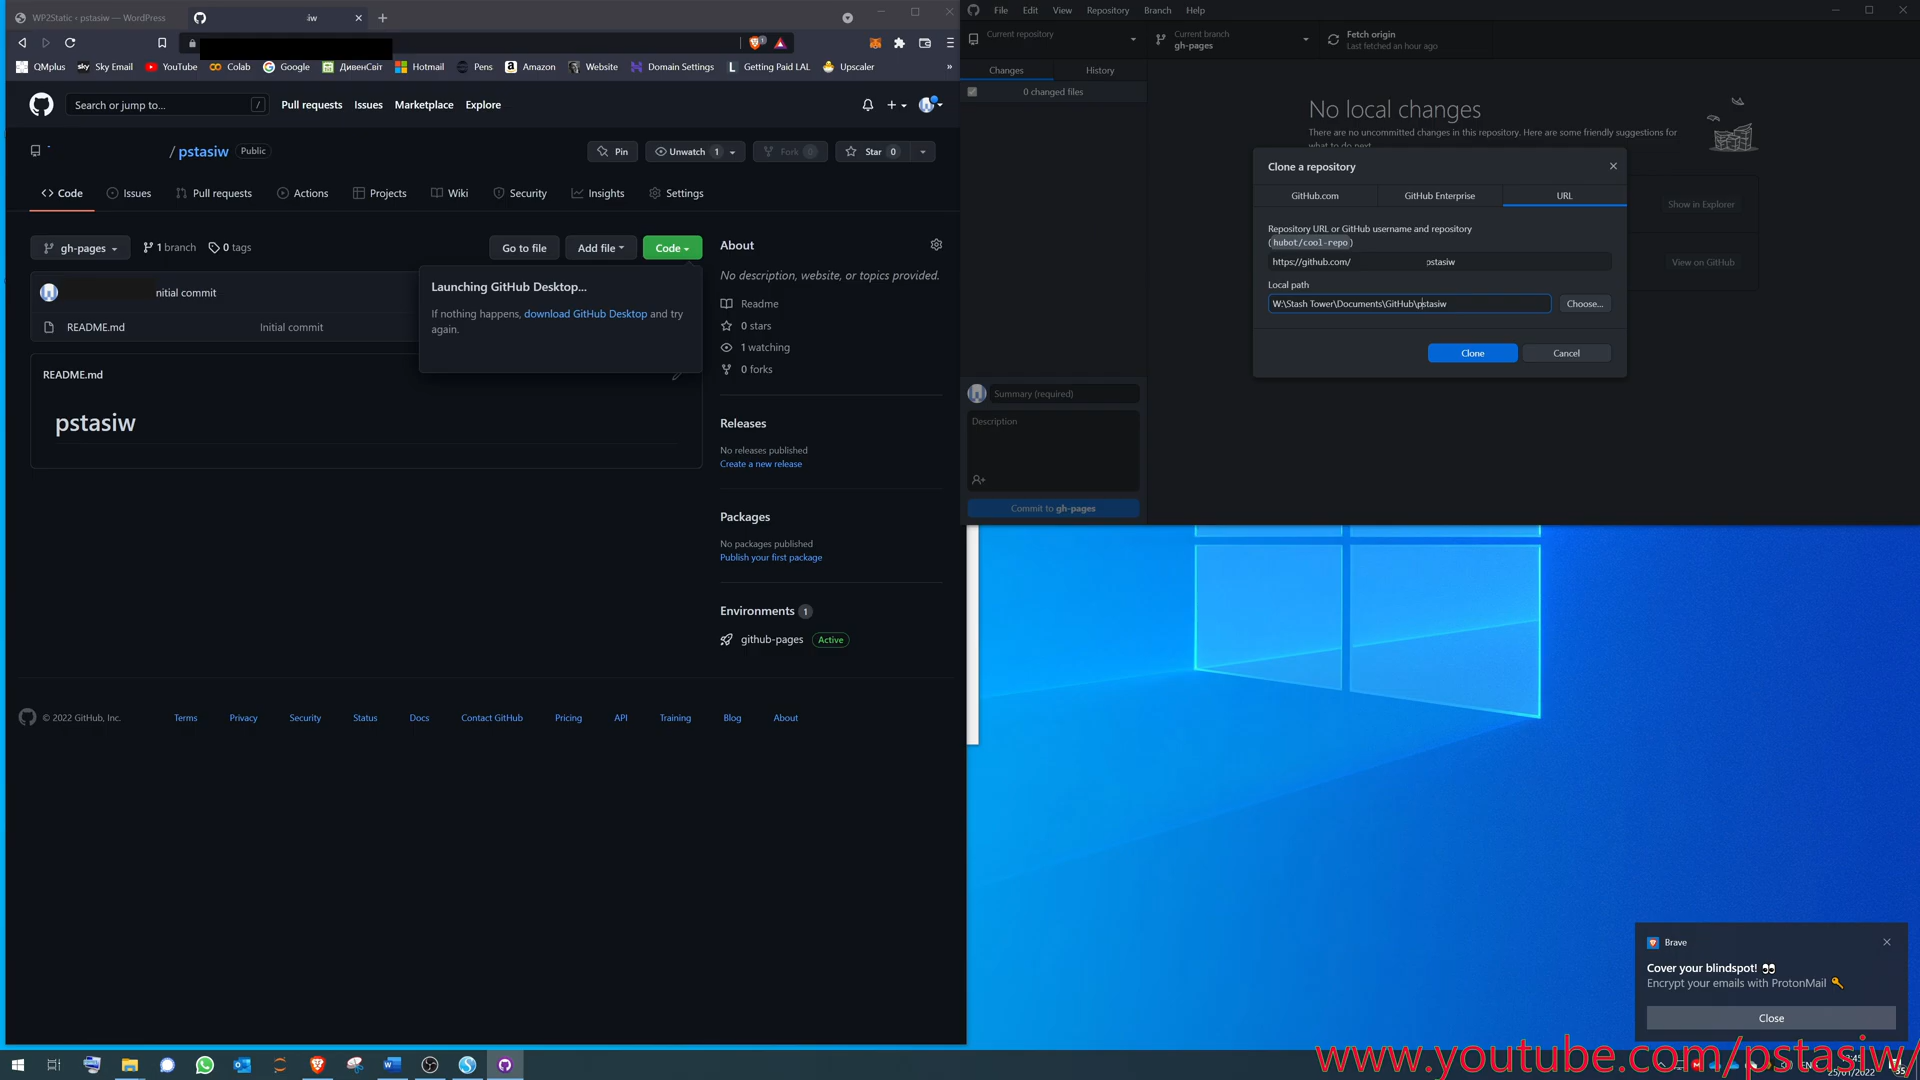 WP2Static • pstasiw — WordPress
iw
QMplus
sky Sky Email
YouTube
Colab
Google
ДивенСвіт
Hotmail
Pens
Amazon
Website
Domain Settings
Getting Paid LAL
Upscaler
»
Search or jump to...
/
Pull requests
Issues
Marketplace
Explore
/ pstasiw
Public
Pin
Unwatch 1
Fork 0
Star 0
<> Code
Issues
Pull requests
Actions
Projects
Wiki
Security
Insights
Settings
gh-pages
1 branch
0 tags
Go to file
Add file
Code
nitial commit
README.md
Initial commit
Launching GitHub Desktop...
If nothing happens, download GitHub Desktop and try
again.
README.md
pstasiw
About
No description, website, or topics provided.
Readme
0 stars
1 watching
0 forks
Releases
No releases published
Create a new release
Packages
No packages published
Publish your first package
Environments 1
github-pages
Active
© 2022 GitHub, Inc.
Terms
Privacy
Security
Status
Docs
Contact GitHub
Pricing
API
Training
Blog
About
File
Edit
View
Repository
Branch
Help
Current repository
Current branch
gh-pages
Fetch origin
Last fetched an hour ago
Changes
History
0 changed files
No local changes
There are no uncommitted changes in this repository. Here are some friendly suggestions for
what to do next.
Show in Explorer
View on GitHub
Clone a repository
GitHub.com
GitHub Enterprise
URL
Repository URL or GitHub username and repository
(hubot/cool-repo)
https://github.com/ pstasiw
Local path
W:\Stash Tower\Documents\GitHub\pstasiw
Choose...
Clone
Cancel
Summary (required)
Description
Commit to gh-pages
Brave
Cover your blindspot! 👀
Encrypt your emails with ProtonMail 🔑
Close
www.youtube.com/pstasiw/
25/01/2022